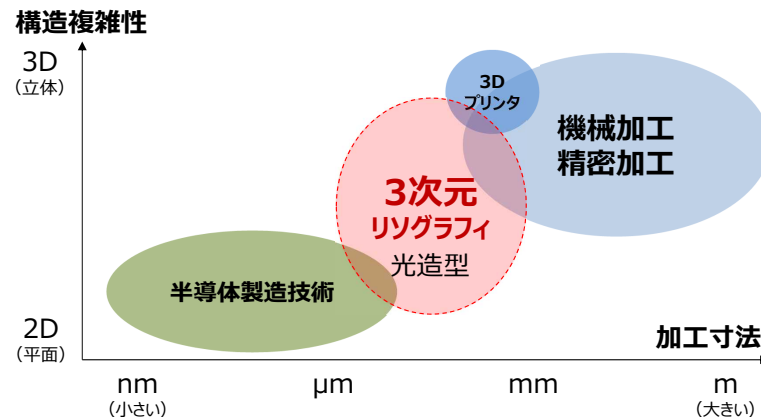 構造複雑性
3D
（立体）
3D
プリンタ
機械加工
精密加工
3次元
リソグラフィ
光造型
半導体製造技術
2D
（平面）
加工寸法
nm
（小さい）
μm
mm
m
（大きい）